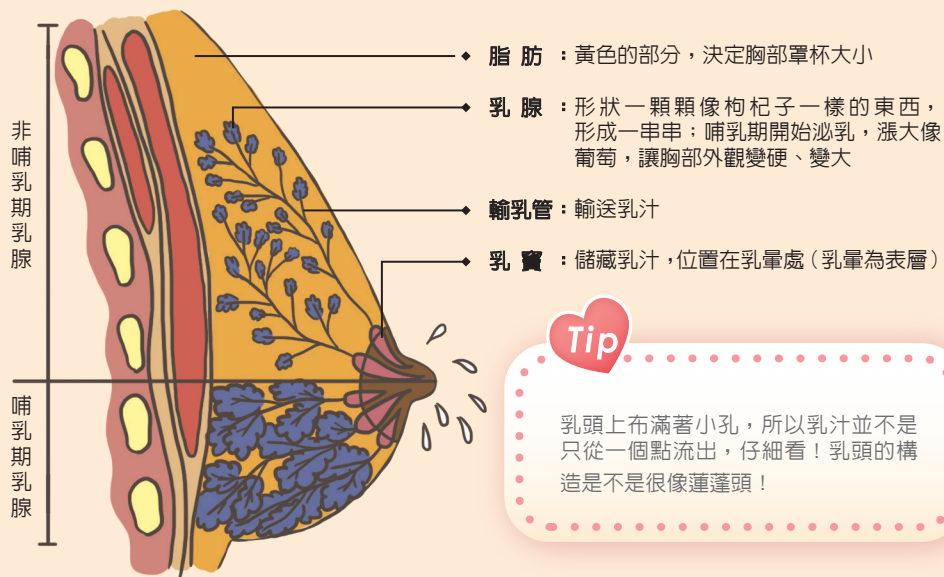 脂肪：黃色的部分，決定胸部罩杯大小
乳腺：形狀一顆顆像枸杞子一樣的東西，
形成一串串；哺乳期開始泌乳，漲大像
葡萄，讓胸部外觀變硬、變大
輸乳管：輸送乳汁
乳竇：儲藏乳汁，位置在乳暈處（乳暈為表層）
非哺乳期乳腺
哺乳期乳腺
Tip
乳頭上布滿著小孔，所以乳汁並不是
只從一個點流出，仔細看！乳頭的構
造是不是很像蓮蓬頭！